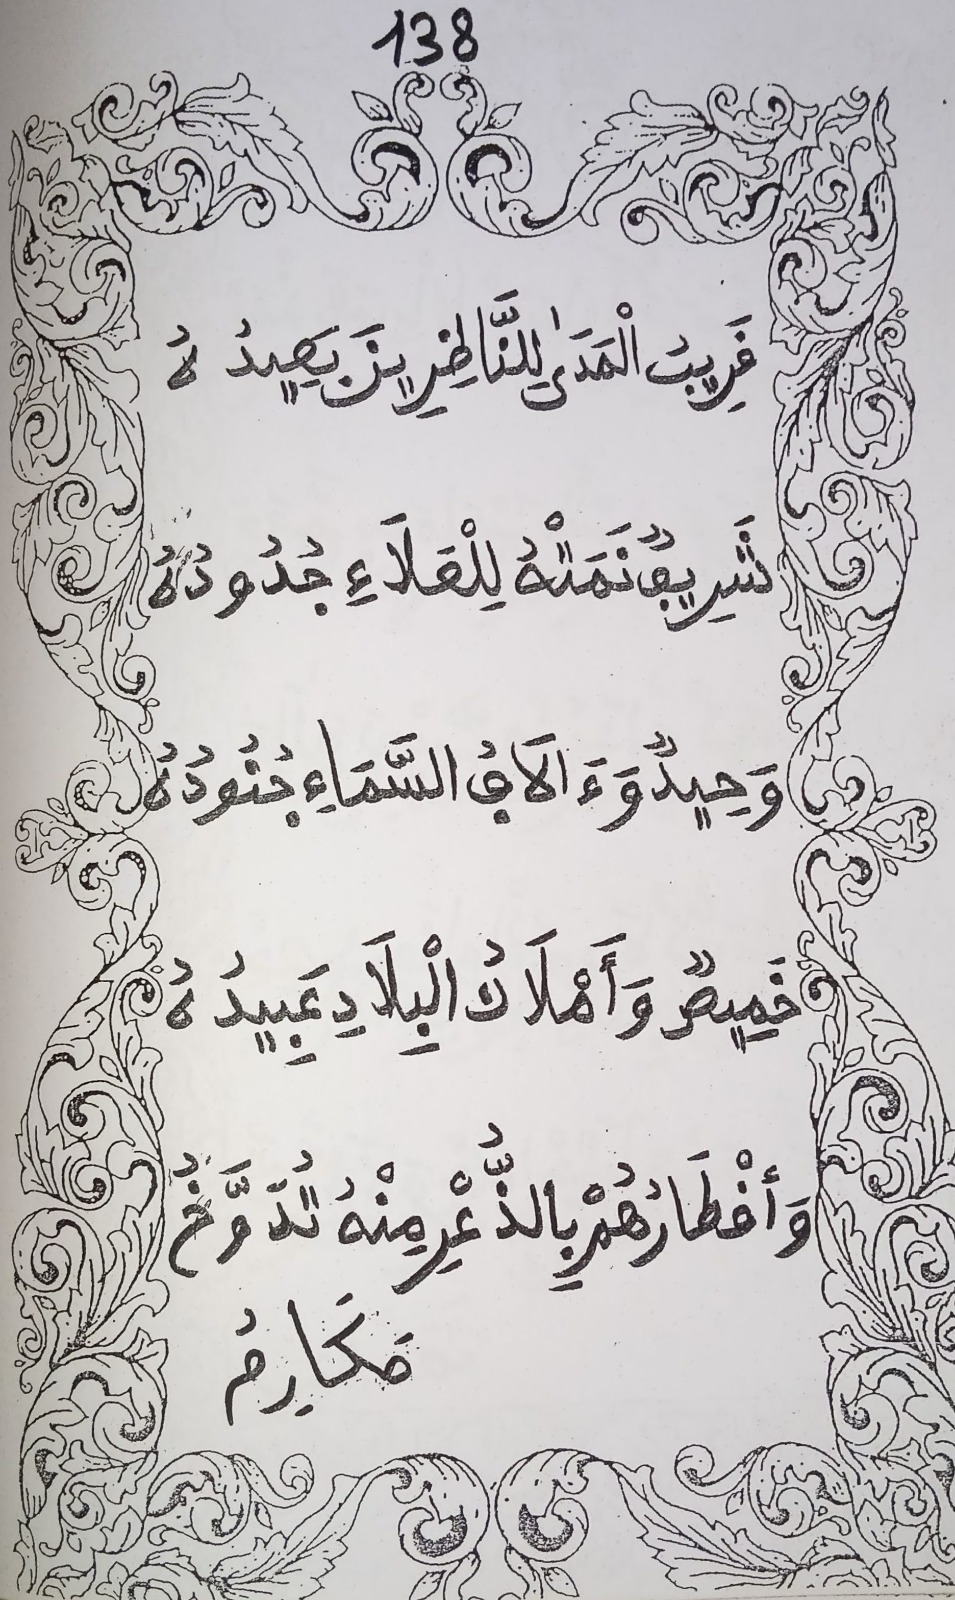 138
قَرِيبُ الْمَدَىٰ لِلنَّاظِرِينَ بَعِيدُهُ
شَرِيفٌ نَمَتْهُ لِلْعَلَاءِ جُدُودُهُ
وَحِيدٌ وَءَالَافُ السَّمَاءِ جُنُودُهُ
خَمِيصٌ وَأَمْلَاكُ الْبِلَادِ عَبِيدُهُ
وَأَقْطَارُهُمْ بِالذُّعْرِ مِنْهُ تُدَوَّخُ
مَكَارِمُ